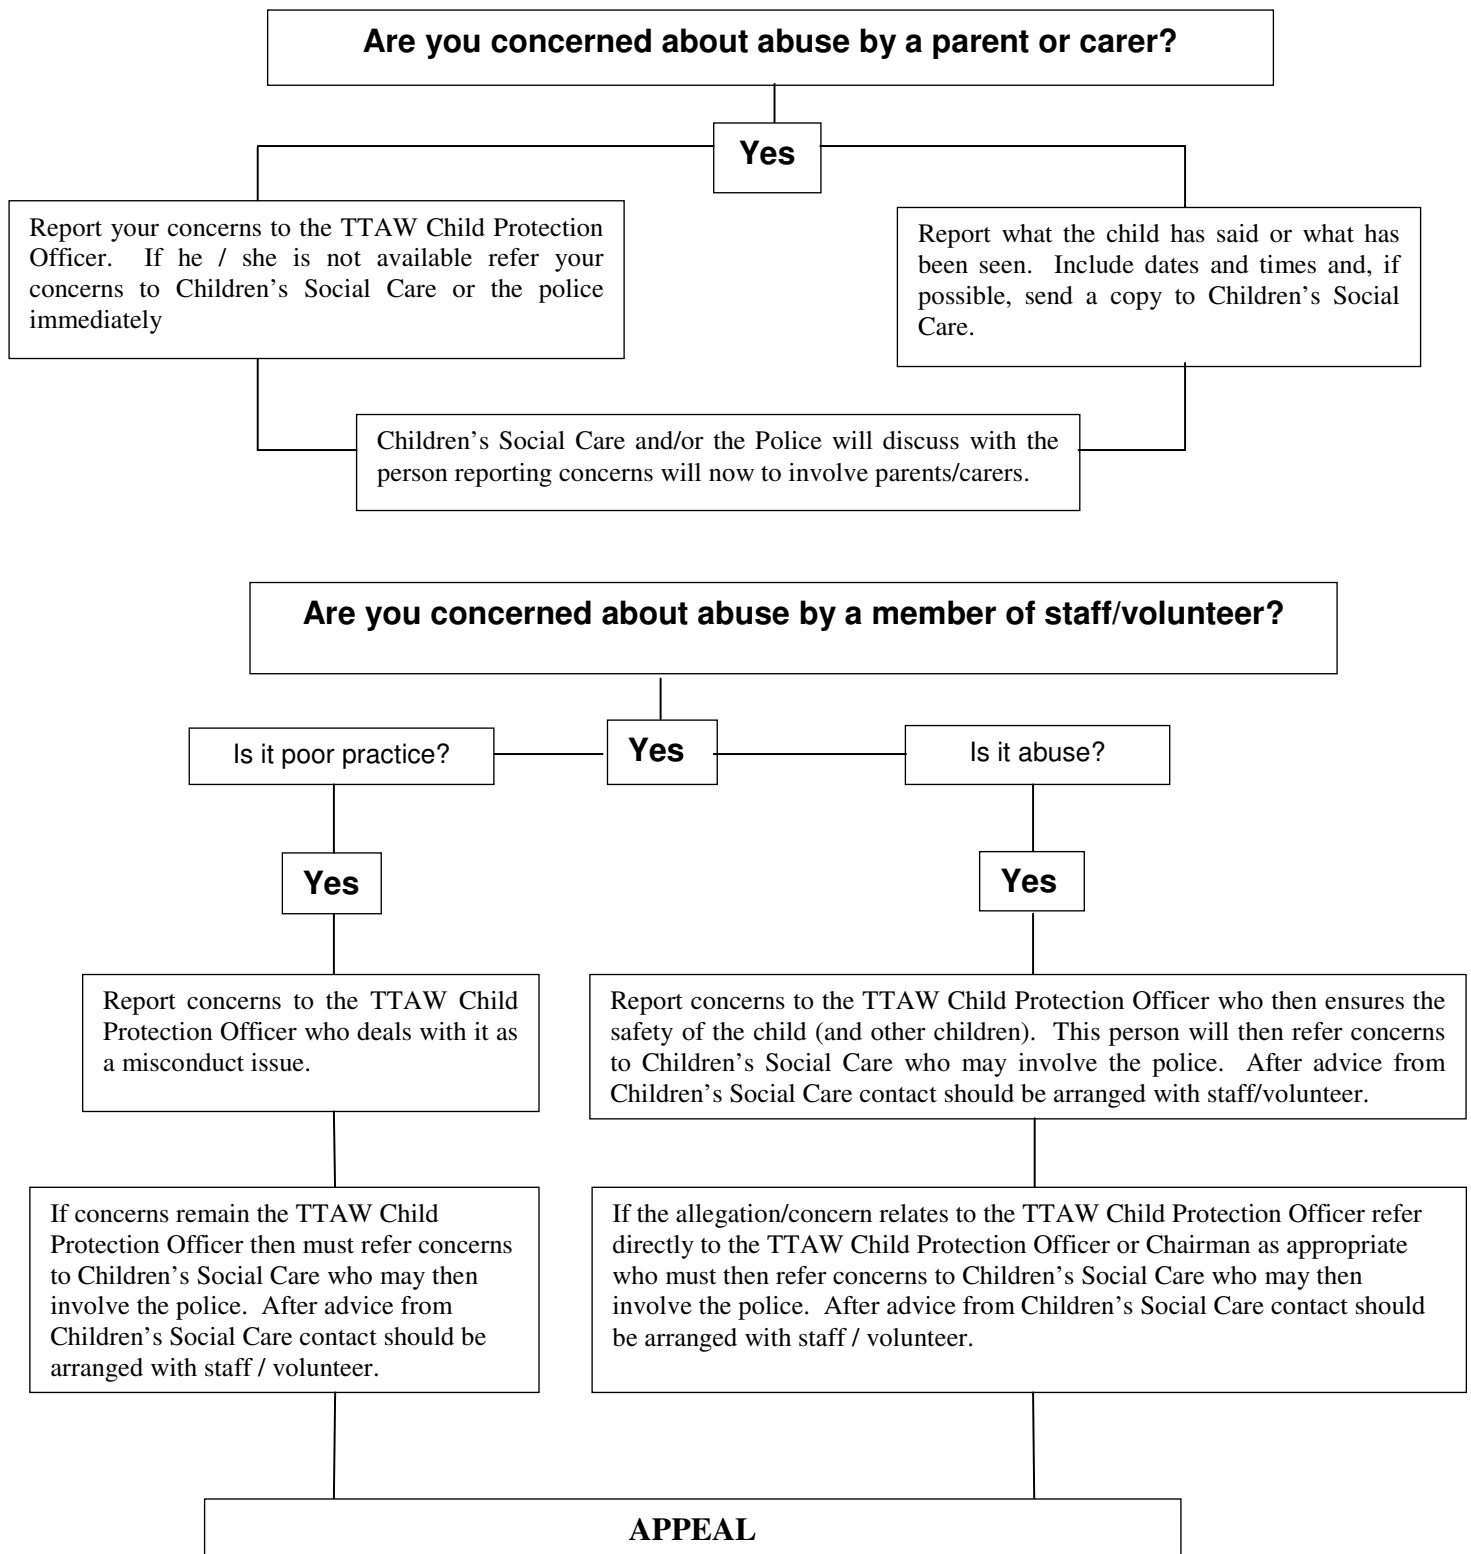 Are you concerned about abuse by a parent or carer?
Yes
Report your concerns to the TTAW Child Protection
Officer. If he / she is not available refer your
concerns to Children's Social Care or the police
immediately
Report what the child has said or what has
been seen. Include dates and times and, if
possible, send a copy to Children's Social
Care.
Children's Social Care and/or the Police will discuss with the
person reporting concerns will now to involve parents/carers.
Are you concerned about abuse by a member of staff/volunteer?
Is it poor practice?
Yes
Is it abuse?
Yes
Yes
Report concerns to the TTAW Child
Protection Officer who deals with it as
a misconduct issue.
Report concerns to the TTAW Child Protection Officer who then ensures the
safety of the child (and other children). This person will then refer concerns
to Children's Social Care who may involve the police. After advice from
Children's Social Care contact should be arranged with staff/volunteer.
If concerns remain the TTAW Child
Protection Officer then must refer concerns
to Children's Social Care who may then
involve the police. After advice from
Children's Social Care contact should be
arranged with staff / volunteer.
If the allegation/concern relates to the TTAW Child Protection Officer refer
directly to the TTAW Child Protection Officer or Chairman as appropriate
who must then refer concerns to Children's Social Care who may then
involve the police. After advice from Children's Social Care contact should
be arranged with staff / volunteer.
APPEAL